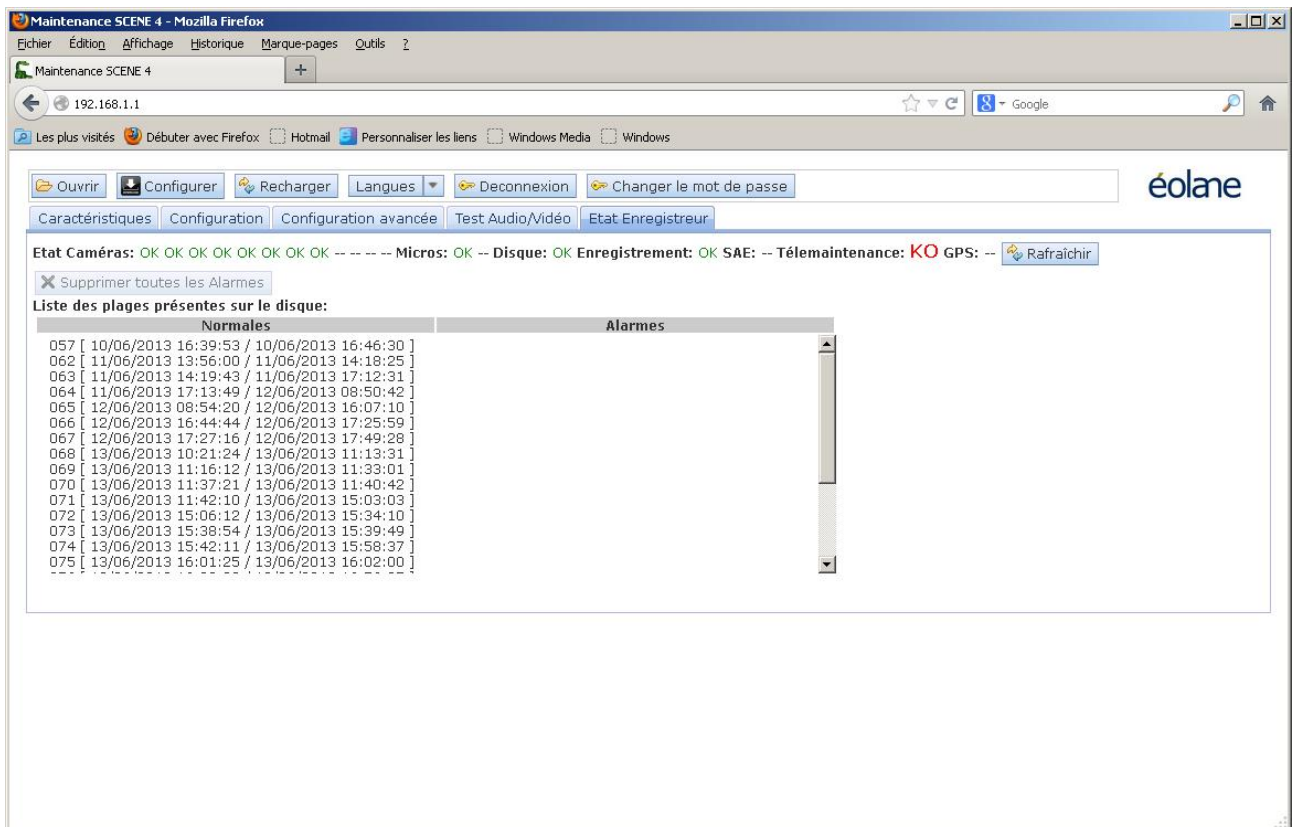 Maintenance SCENE 4 - Mozilla Firefox
Fichier Édition Affichage Historique Marque-pages Outils ?
Maintenance SCENE 4 +
192.168.1.1 Google
Les plus visités Débuter avec Firefox Hotmail Personnaliser les liens Windows Media Windows
Ouvrir Configurer Recharger Langues Deconnexion Changer le mot de passe éolane
Caractéristiques Configuration Configuration avancée Test Audio/Vidéo Etat Enregistreur
Etat Caméras: OK OK OK OK OK OK OK OK -- -- -- -- Micros: OK -- Disque: OK Enregistrement: OK SAE: -- Télemaintenance: KO GPS: -- Rafraîchir
Supprimer toutes les Alarmes
Liste des plages présentes sur le disque:
Normales Alarmes
057 [ 10/06/2013 16:39:53 / 10/06/2013 16:46:30 ]
062 [ 11/06/2013 13:56:00 / 11/06/2013 14:18:25 ]
063 [ 11/06/2013 14:19:43 / 11/06/2013 17:12:31 ]
064 [ 11/06/2013 17:13:49 / 12/06/2013 08:50:42 ]
065 [ 12/06/2013 08:54:20 / 12/06/2013 16:07:10 ]
066 [ 12/06/2013 16:44:44 / 12/06/2013 17:25:59 ]
067 [ 12/06/2013 17:27:16 / 12/06/2013 17:49:28 ]
068 [ 13/06/2013 10:21:24 / 13/06/2013 11:13:31 ]
069 [ 13/06/2013 11:16:12 / 13/06/2013 11:33:01 ]
070 [ 13/06/2013 11:37:21 / 13/06/2013 11:40:42 ]
071 [ 13/06/2013 11:42:10 / 13/06/2013 15:03:03 ]
072 [ 13/06/2013 15:06:12 / 13/06/2013 15:34:10 ]
073 [ 13/06/2013 15:38:54 / 13/06/2013 15:39:49 ]
074 [ 13/06/2013 15:42:11 / 13/06/2013 15:58:37 ]
075 [ 13/06/2013 16:01:25 / 13/06/2013 16:02:00 ]